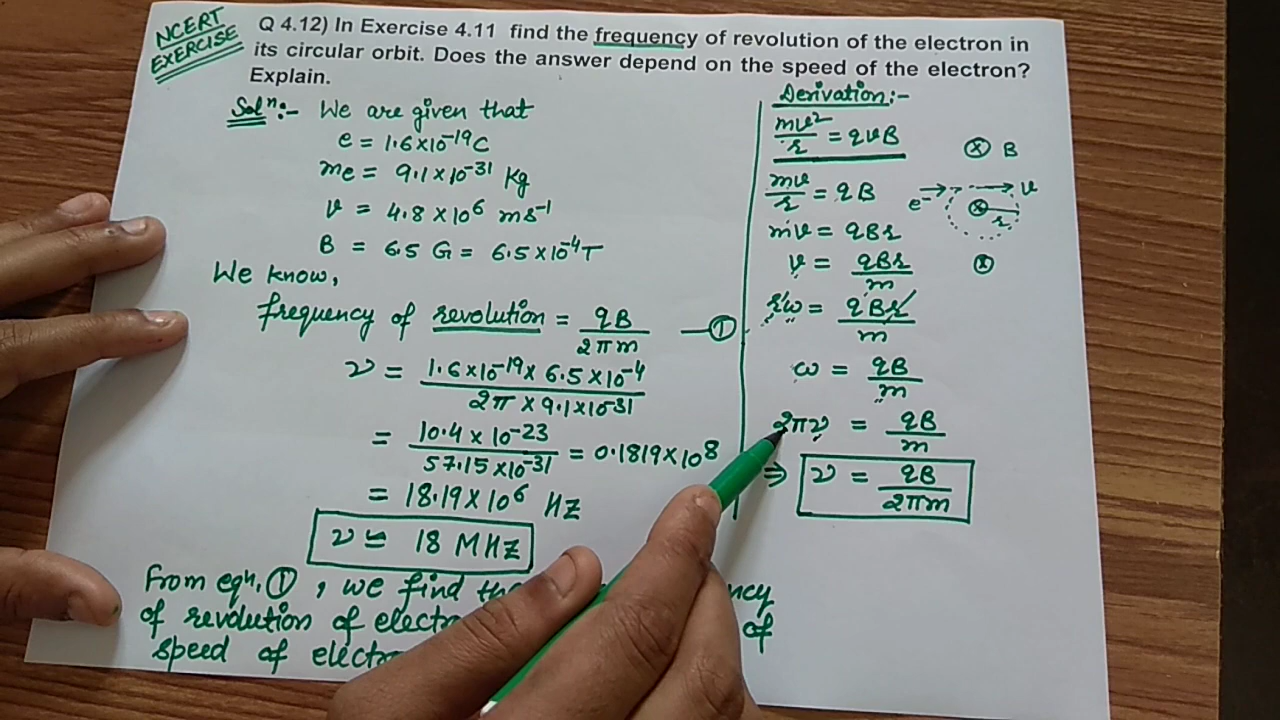 NCERT
EXERCISE
Q 4.12) In Exercise 4.11 find the frequency of revolution of the electron in
its circular orbit. Does the answer depend on the speed of the electron?
Explain.
Solⁿ:- We are given that
e = 1.6×10⁻¹⁹C
me = 9.1×10⁻³¹ Kg
v = 4.8×10⁶ ms⁻¹
B = 6.5 G = 6.5×10⁻⁴T
We know,
frequency of revolution = qB/2πm —①
ν = 1.6×10⁻¹⁹×6.5×10⁻⁴/2π×9.1×10⁻³¹
= 10.4×10⁻²³/57.15×10⁻³¹ = 0.1819×10⁸
= 18.19×10⁶ HZ
ν ≌ 18 MHZ
From eqⁿ.①, we find
of revolution of
speed of
of
Derivation:-
mv²/r = qvB
mv/r = qB
mv = qBr
v = qBr/m
rω = qBr/m
ω = qB/m
2πν = qB/m
⇒ ν = qB/2πm
ⓧ B
e⁻ → v
ⓧ r
ⓧ